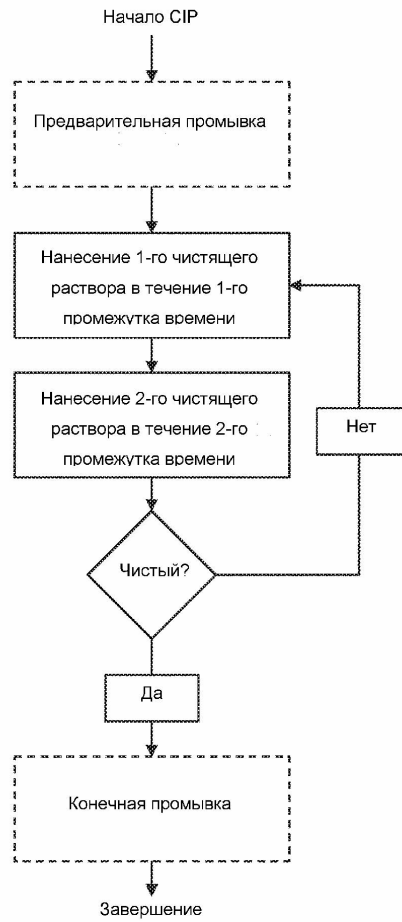 Начало CIP
Предварительная промывка
Нанесение 1-го чистящего
раствора в течение 1-го
промежутка времени
Нанесение 2-го чистящего
раствора в течение 2-го
промежутка времени
Нет
Чистый?
Да
Конечная промывка
Завершение